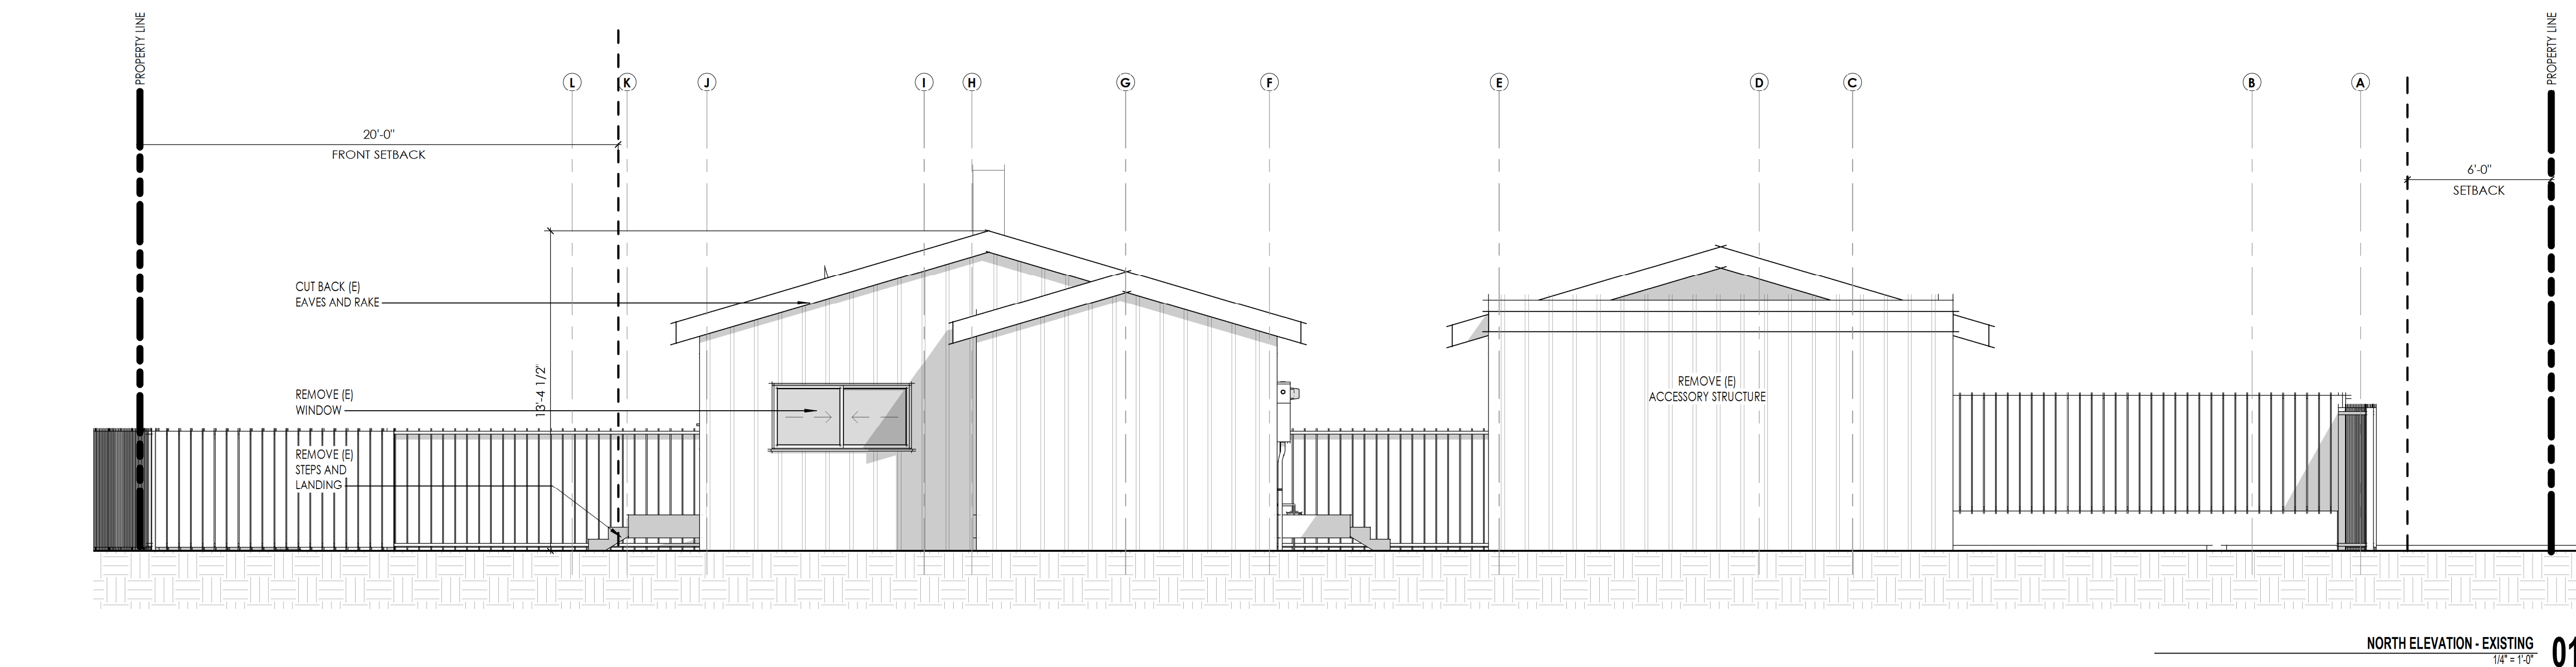 PROPERTY LINE
PROPERTY LINE
L K J I H G F E D C B A
20'-0"
FRONT SETBACK
6'-0"
SETBACK
CUT BACK (E)
EAVES AND RAKE
13'-4 1/2"
REMOVE (E)
WINDOW
REMOVE (E)
ACCESSORY STRUCTURE
REMOVE (E)
STEPS AND
LANDING
NORTH ELEVATION - EXISTING
1/4" = 1'-0"
01